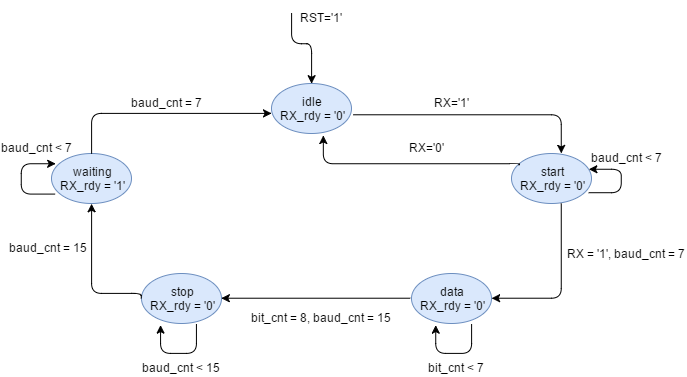 RST='1'
idle
RX_rdy = '0'
baud_cnt = 7
RX='1'
RX='0'
baud_cnt < 7
waiting
RX_rdy = '1'
start
RX_rdy = '0'
baud_cnt < 7
baud_cnt = 15
RX = '1', baud_cnt = 7
stop
RX_rdy = '0'
data
RX_rdy = '0'
bit_cnt = 8, baud_cnt = 15
baud_cnt < 15
bit_cnt < 7